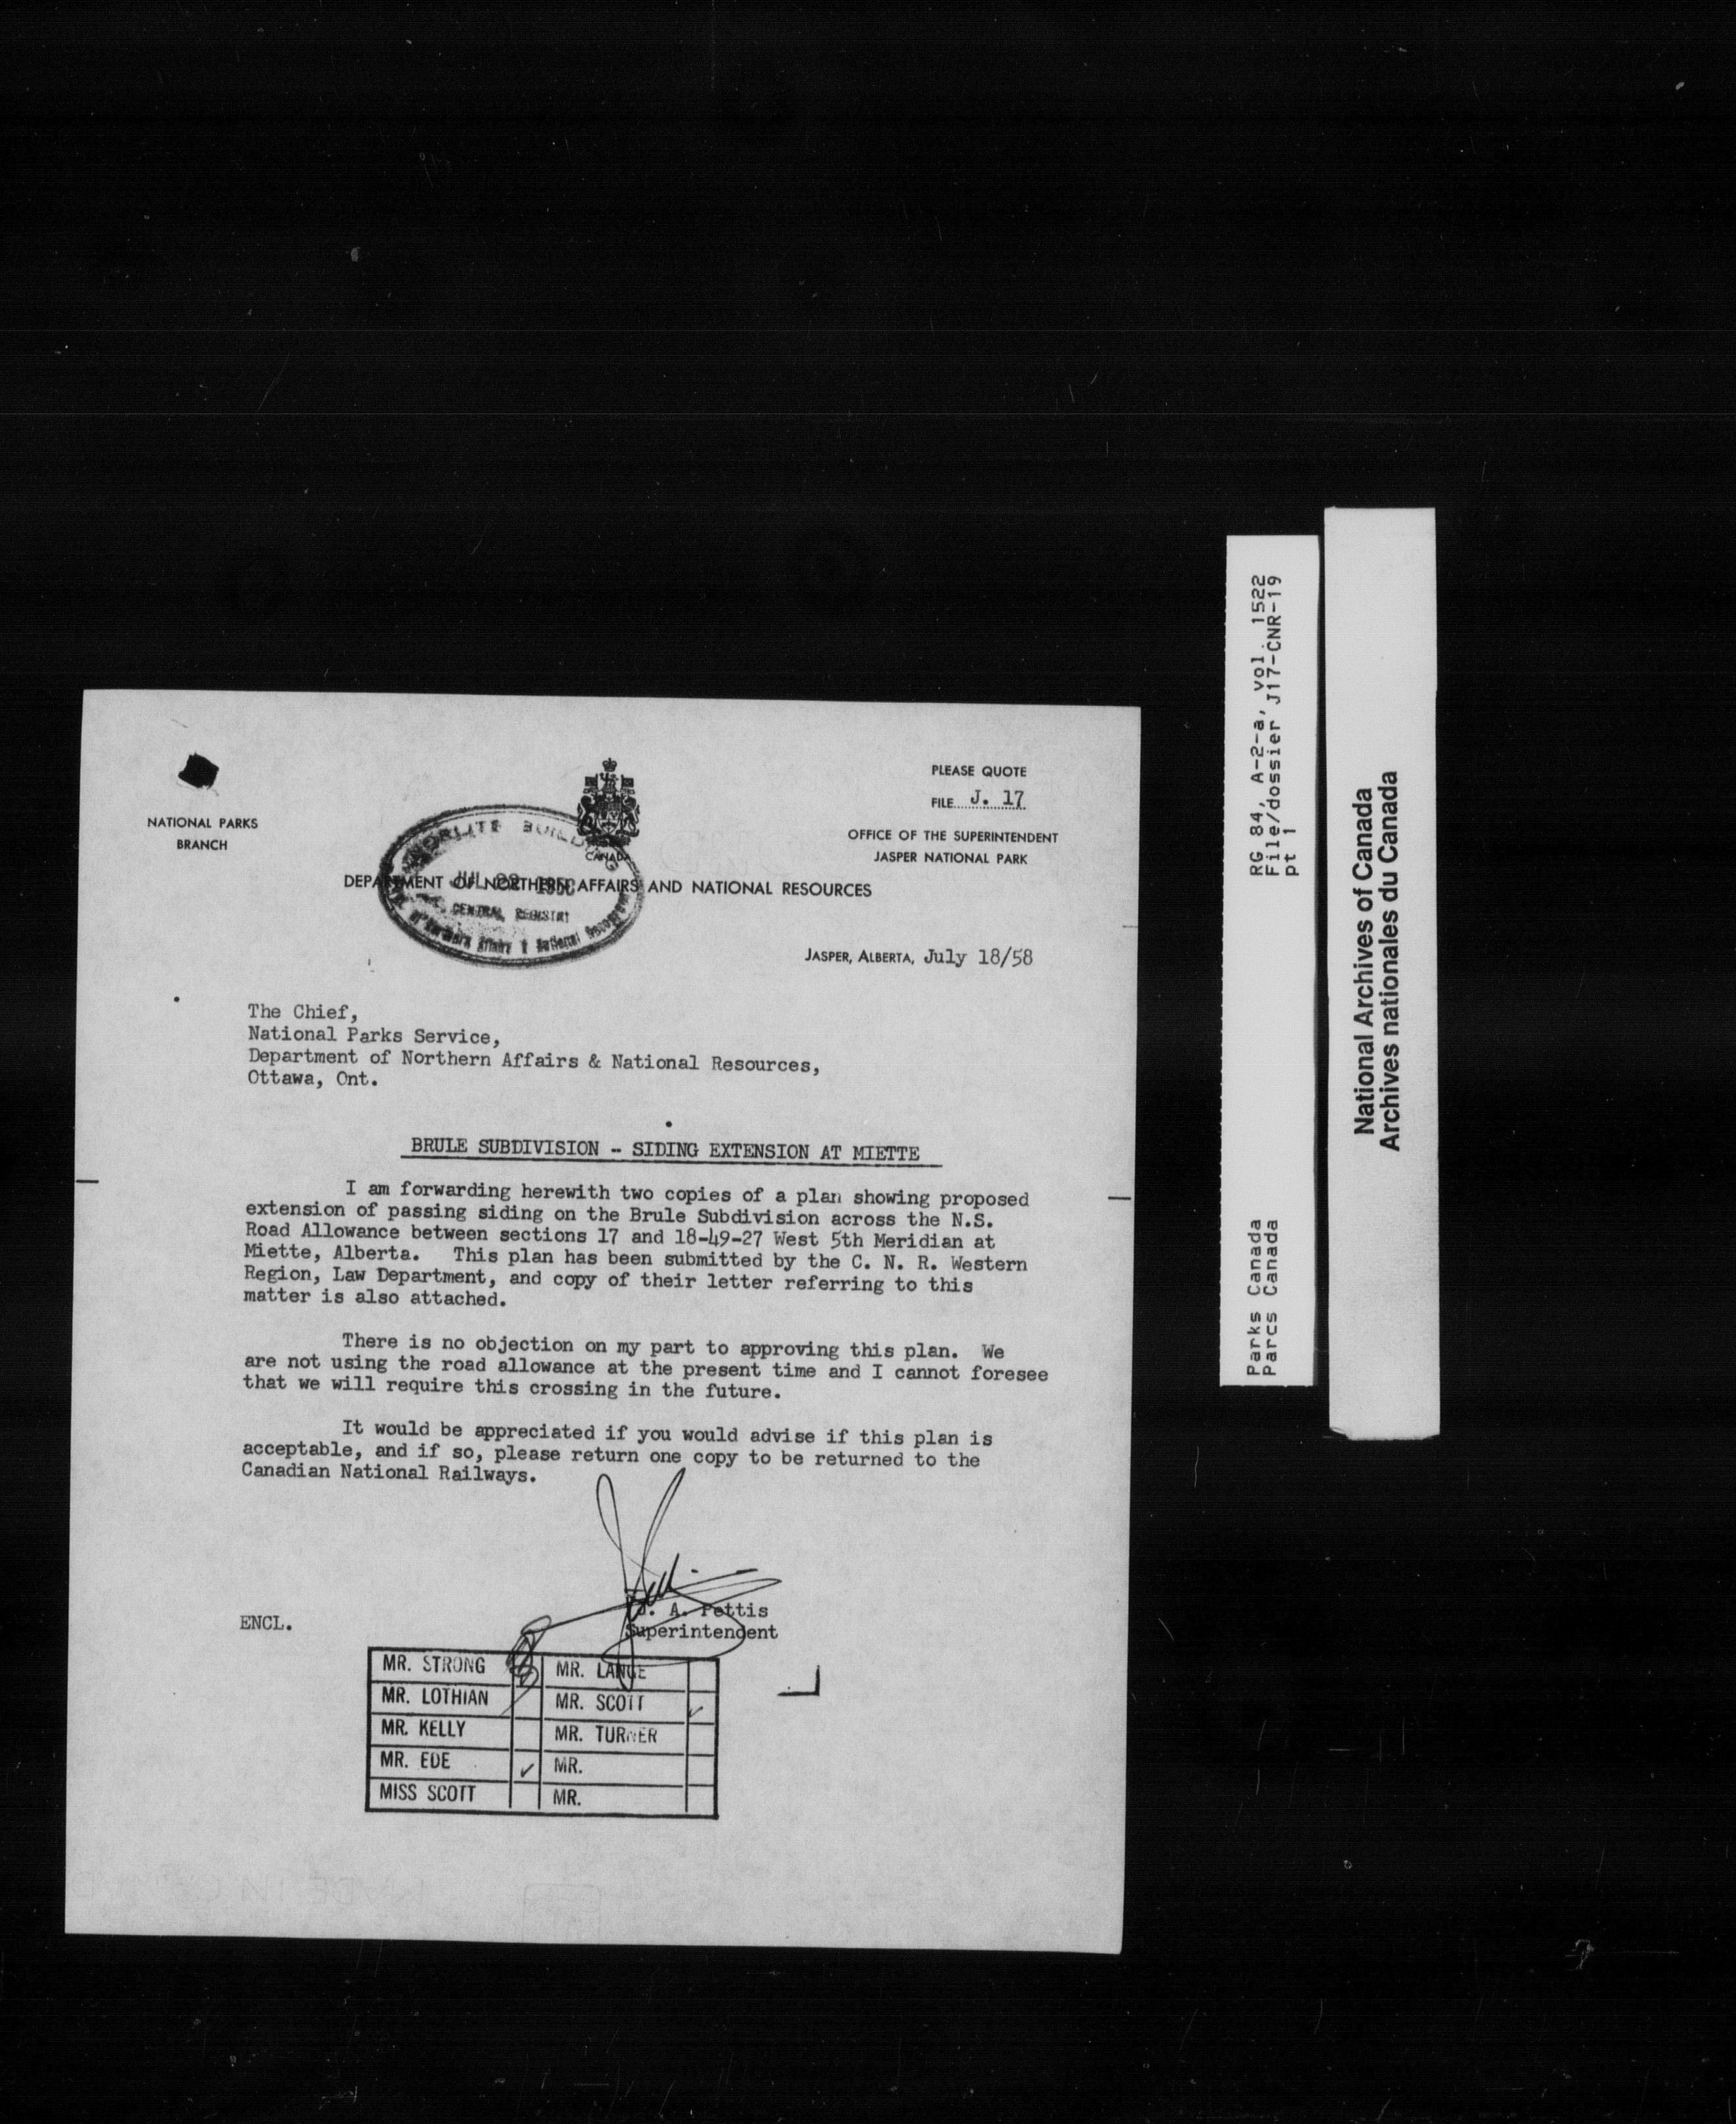 PLEASE QUOTE
FILE J. 17
NATIONAL PARKS
BRANCH
OFFICE OF THE SUPERINTENDENT
JASPER NATIONAL PARK
CANADA
DEPARTMENT OF NORTHERN AFFAIRS AND NATIONAL RESOURCES
NORLITE BUILDING
JUL 22 1958
CENTRAL REGISTRY
Northern Affairs & National Resources
JASPER, ALBERTA, July 18/58
The Chief,
National Parks Service,
Department of Northern Affairs & National Resources,
Ottawa, Ont.
BRULE SUBDIVISION - SIDING EXTENSION AT MIETTE
I am forwarding herewith two copies of a plan showing proposed
extension of passing siding on the Brule Subdivision across the N.S.
Road Allowance between sections 17 and 18-49-27 West 5th Meridian at
Miette, Alberta. This plan has been submitted by the C. N. R. Western
Region, Law Department, and copy of their letter referring to this
matter is also attached.
There is no objection on my part to approving this plan. We
are not using the road allowance at the present time and I cannot foresee
that we will require this crossing in the future.
It would be appreciated if you would advise if this plan is
acceptable, and if so, please return one copy to be returned to the
Canadian National Railways.
A. Pettis
Superintendent
ENCL.
MR. STRONG MR. LANGE
MR. LOTHIAN MR. SCOTT ✓
MR. KELLY MR. TURNER
MR. EDE ✓ MR.
MISS SCOTT MR.
RG 84, A-2-a, vol. 1522
File/dossier J17-CNR-19
pt 1
Parks Canada
Parcs Canada
National Archives of Canada
Archives nationales du Canada